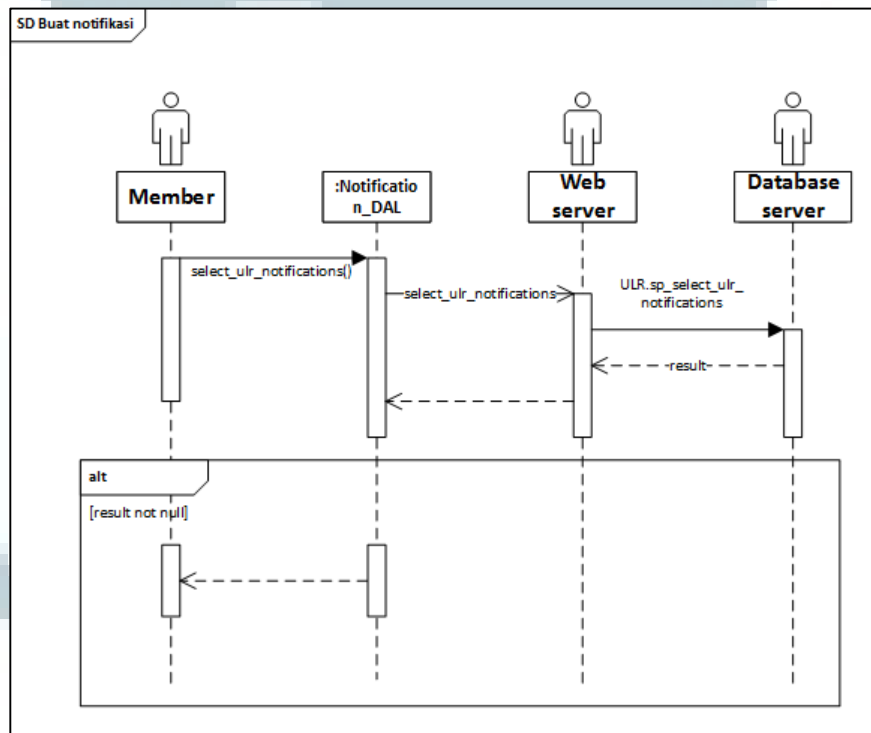 SD Buat notifikasi
Member
:Notificatio
n_DAL
Web
server
Database
server
select_ulr_notifications()
select_ulr_notifications
ULR.sp_select_ulr_
notifications
result
alt
[result not null]